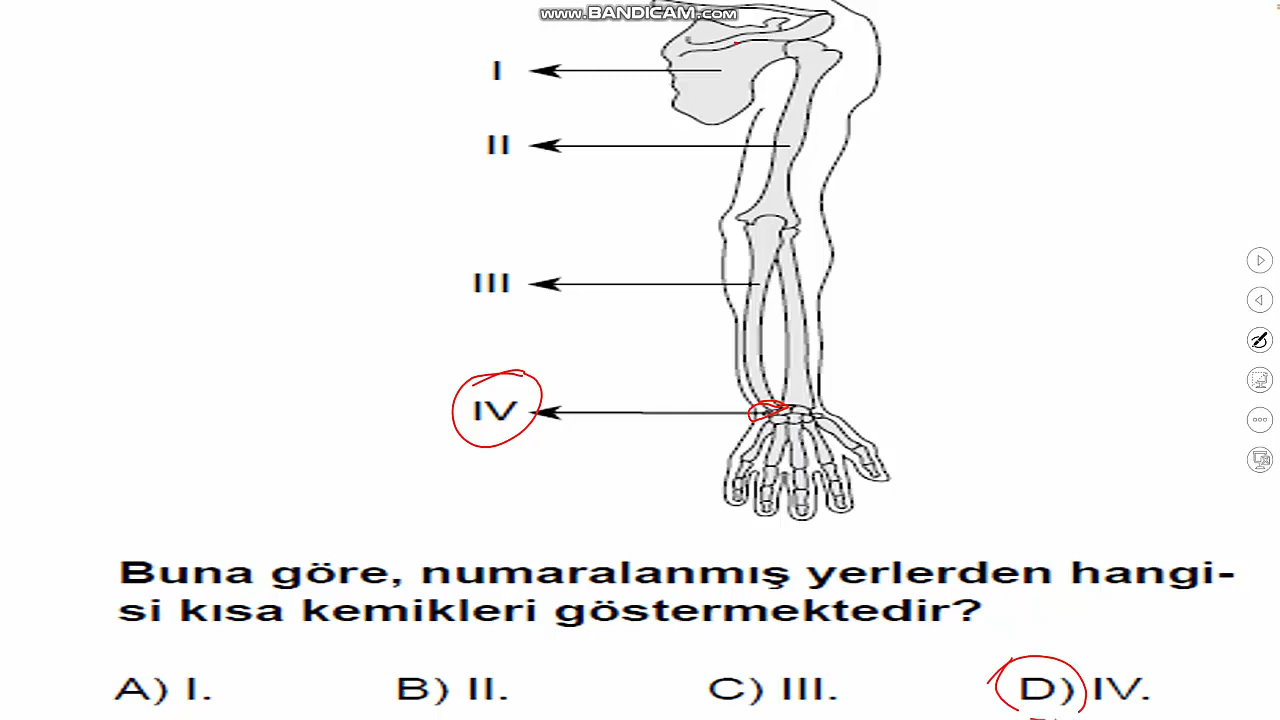 www.BANDICAM.com
I
II
III
IV
Buna göre, numaralanmış yerlerden hangi-
si kısa kemikleri göstermektedir?
A) I. B) II. C) III. D) IV.